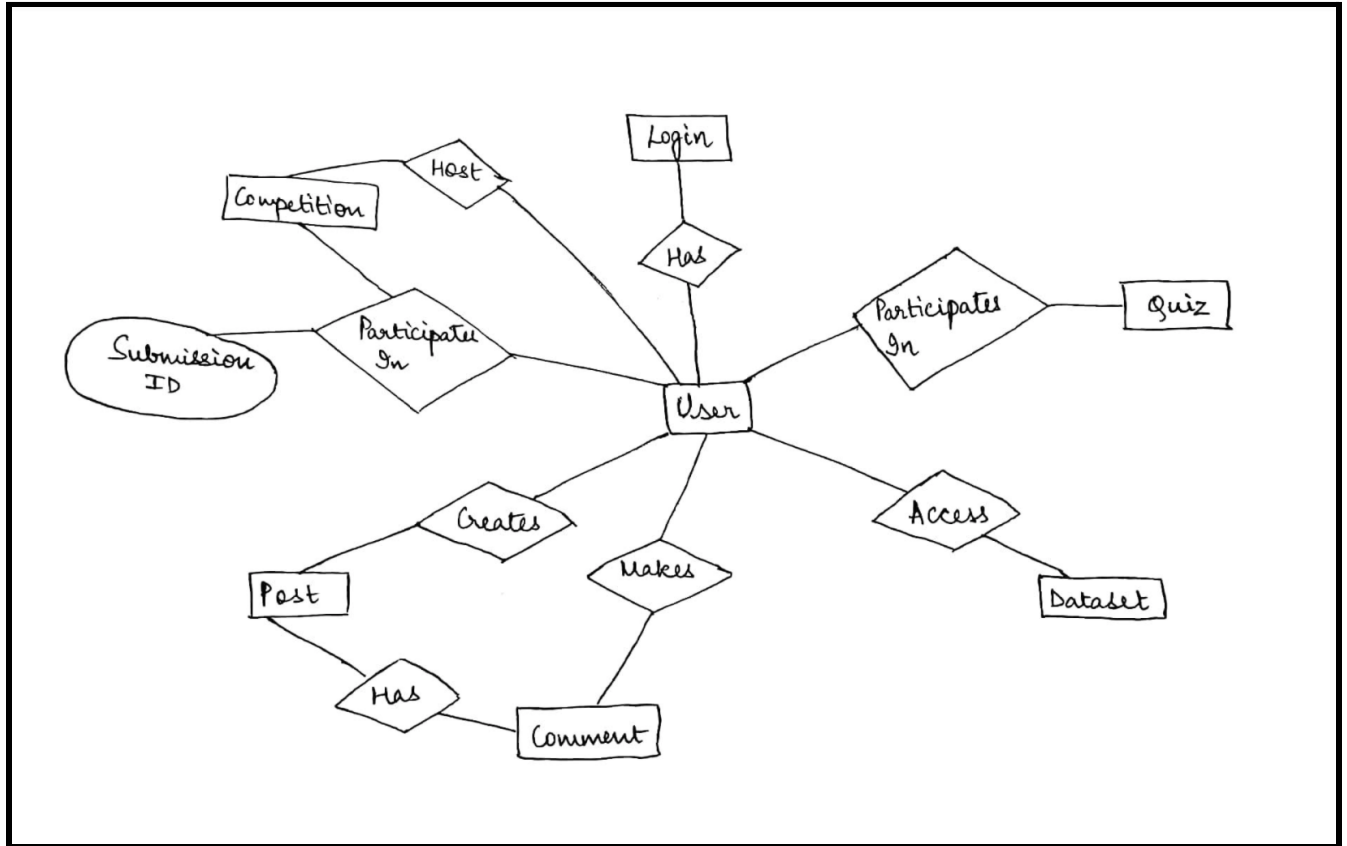 Login
Host
Competition
Has
Participates
In
Quiz
Participates
In
Submission
ID
User
Creates
Access
Makes
Post
Dataset
Has
Comment